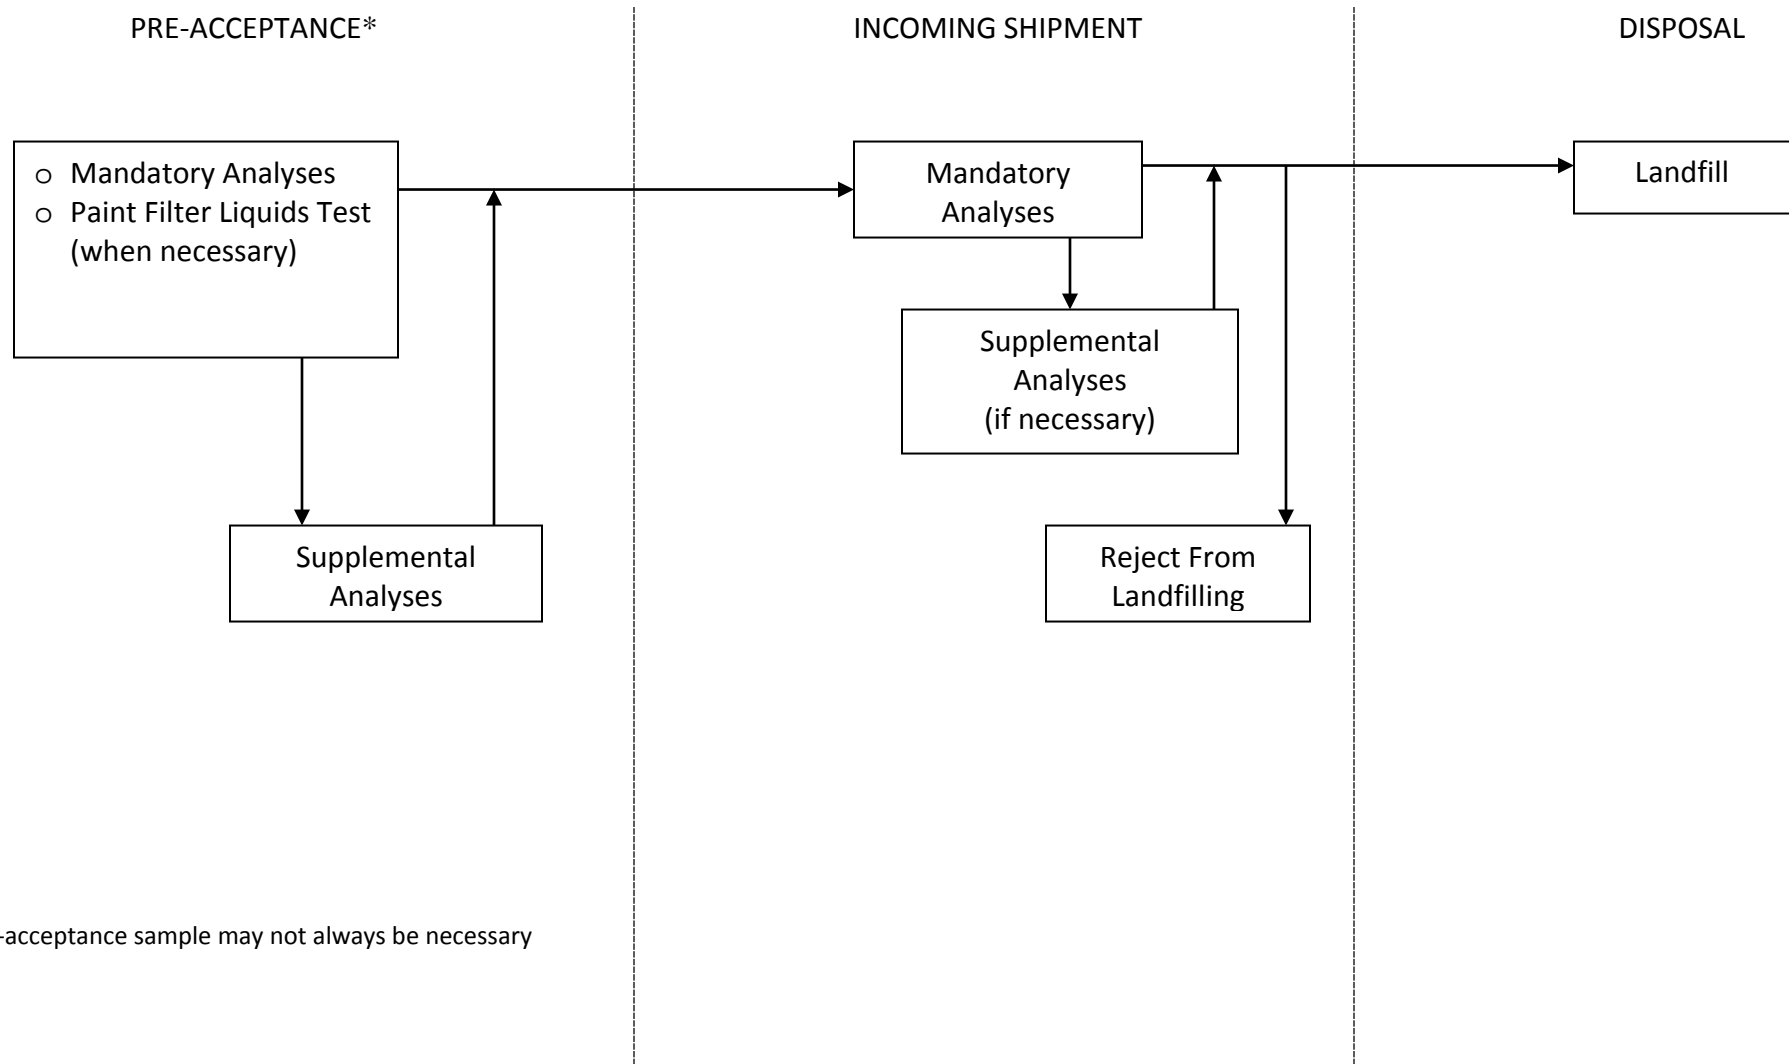 PRE-ACCEPTANCE*
INCOMING SHIPMENT
DISPOSAL
o Mandatory Analyses
o Paint Filter Liquids Test
(when necessary)
Mandatory
Analyses
Landfill
Supplemental
Analyses
(if necessary)
Supplemental
Analyses
Reject From
Landfilling
-acceptance sample may not always be necessary